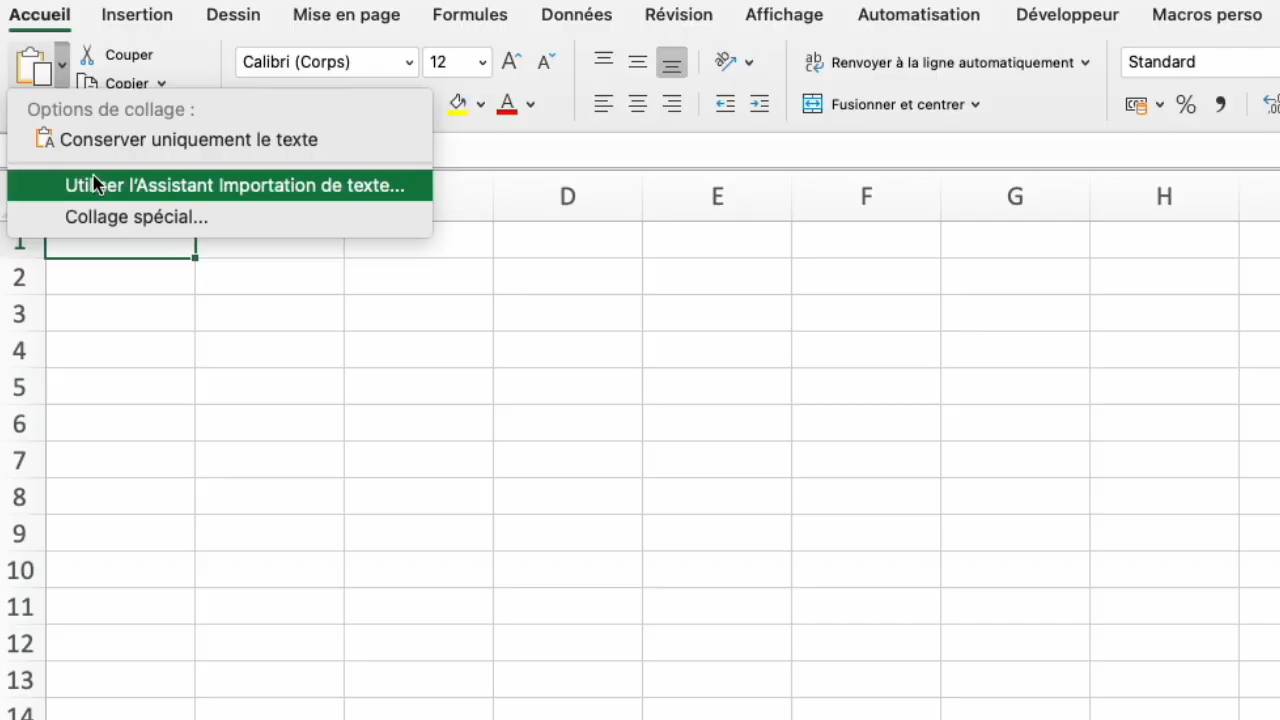 Accueil Insertion Dessin Mise en page Formules Données Révision Affichage Automatisation Développeur Macros perso
Couper
Copier
Calibri (Corps) 12 A A
ab Renvoyer à la ligne automatiquement Standard
A Fusionner et centrer %
Options de collage :
Conserver uniquement le texte
Utiliser l'Assistant Importation de texte...
Collage spécial...
D E F G H
1
2
3
4
5
6
7
8
9
10
11
12
13
14